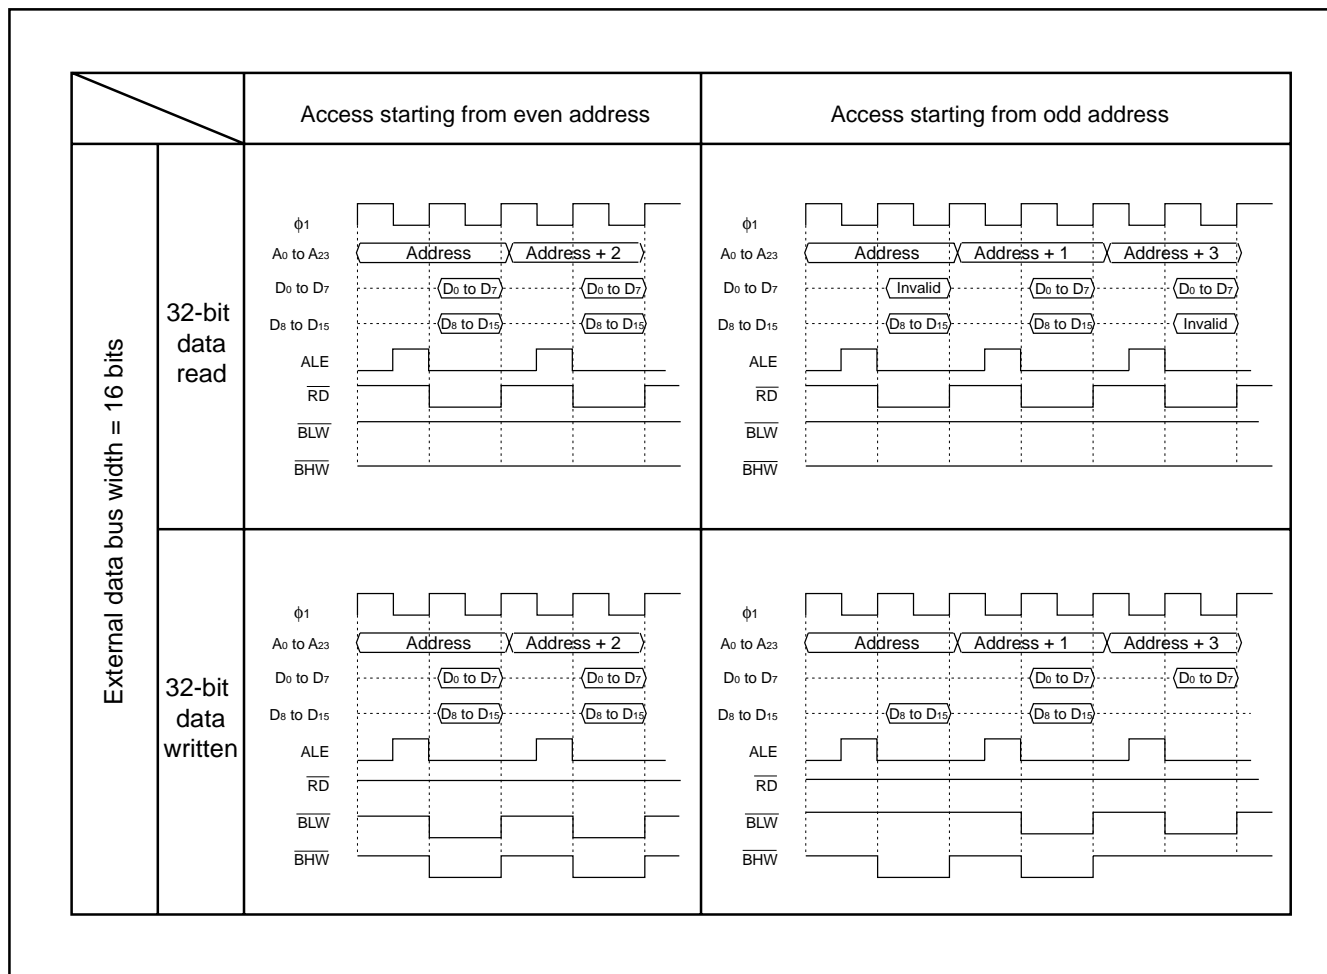 Access starting from even address
Access starting from odd address
External data bus width = 16 bits
32-bit
data
read
ϕ1
A0 to A23
Address
Address + 2
D0 to D7
D0 to D7
D0 to D7
D8 to D15
D8 to D15
D8 to D15
ALE
RD
BLW
BHW
ϕ1
A0 to A23
Address
Address + 1
Address + 3
D0 to D7
Invalid
D0 to D7
D0 to D7
D8 to D15
D8 to D15
D8 to D15
Invalid
ALE
RD
BLW
BHW
32-bit
data
written
ϕ1
A0 to A23
Address
Address + 2
D0 to D7
D0 to D7
D0 to D7
D8 to D15
D8 to D15
D8 to D15
ALE
RD
BLW
BHW
ϕ1
A0 to A23
Address
Address + 1
Address + 3
D0 to D7
D0 to D7
D0 to D7
D8 to D15
D8 to D15
D8 to D15
ALE
RD
BLW
BHW